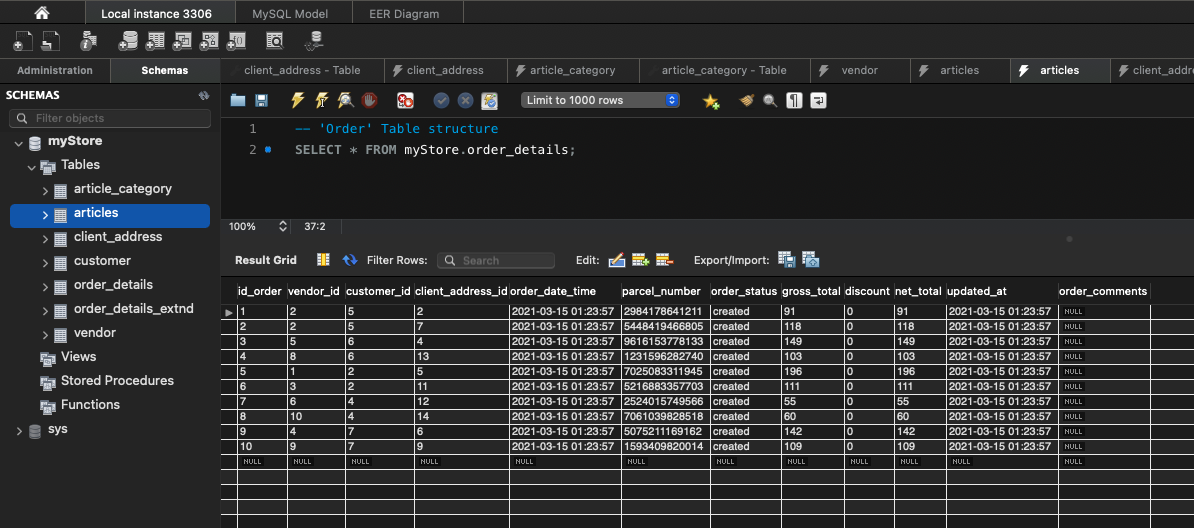 Local instance 3306 MySQL Model EER Diagram
Administration Schemas client_address - Table client_address article_category article_category - Table vendor articles articles client_addre
SCHEMAS
Filter objects
myStore
Tables
article_category
articles
client_address
customer
order_details
order_details_extnd
vendor
Views
Stored Procedures
Functions
sys
Limit to 1000 rows
1 -- 'Order' Table structure
2 SELECT * FROM myStore.order_details;
100% 37:2
Result Grid Filter Rows: Search Edit: Export/Import:
id_order vendor_id customer_id client_address_id order_date_time parcel_number order_status gross_total discount net_total updated_at order_comments
1 2 5 2 2021-03-15 01:23:57 2984178641211 created 91 0 91 2021-03-15 01:23:57 NULL
2 2 5 7 2021-03-15 01:23:57 5448419466805 created 118 0 118 2021-03-15 01:23:57 NULL
3 5 6 4 2021-03-15 01:23:57 9616153778133 created 149 0 149 2021-03-15 01:23:57 NULL
4 8 6 13 2021-03-15 01:23:57 1231596282740 created 103 0 103 2021-03-15 01:23:57 NULL
5 1 2 5 2021-03-15 01:23:57 7025083311945 created 196 0 196 2021-03-15 01:23:57 NULL
6 3 2 11 2021-03-15 01:23:57 5216883357703 created 111 0 111 2021-03-15 01:23:57 NULL
7 6 4 12 2021-03-15 01:23:57 2524015749566 created 55 0 55 2021-03-15 01:23:57 NULL
8 10 4 14 2021-03-15 01:23:57 7061039828518 created 60 0 60 2021-03-15 01:23:57 NULL
9 4 7 6 2021-03-15 01:23:57 5075211169162 created 142 0 142 2021-03-15 01:23:57 NULL
10 9 7 9 2021-03-15 01:23:57 1593409820014 created 109 0 109 2021-03-15 01:23:57 NULL
NULL NULL NULL NULL NULL NULL NULL NULL NULL NULL NULL NULL